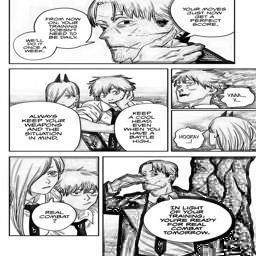 YOUR MOVES
JUST NOW
GET A
PERFECT
SCORE.
FROM NOW
ON, YOUR
TRAINING
DOESN'T
NEED TO
BE DAILY.
WE'LL
DO IT
ONCE A
WEEK.
KEEP
A COOL
HEAD,
EVEN
WHEN YOU
HAVE A
BATTLE
HIGH.
ALWAYS
KEEP YOUR
WEAPONS
AND THE
SITUATION
IN MIND.
HOORAY
REAL
COMBAT
IN LIGHT
OF YOUR
TRAINING,
YOU'RE READY
FOR REAL
COMBAT
TOMORROW.